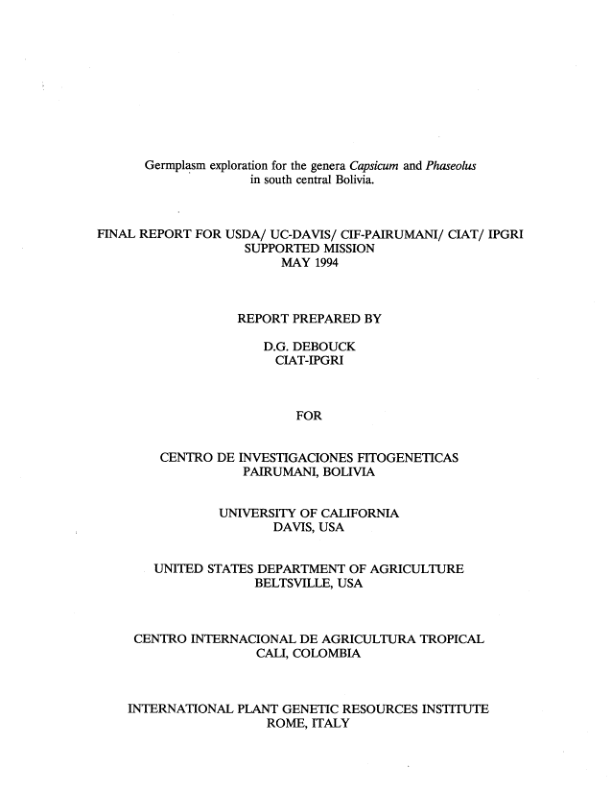 Germplasm exploration for the genera Capsicum and Phaseolus
in south central Bolivia.
FINAL REPORT FOR USDA/ UC-DAVIS/ CIF-PAIRUMANI/ CIAT/ IPGRI
SUPPORTED MISSION
MAY 1994
REPORT PREPARED BY
D.G. DEBOUCK
CIAT-IPGRI
FOR
CENTRO DE INVESTIGACIONES FITOGENETICAS
PAIRUMANI, BOLIVIA
UNIVERSITY OF CALIFORNIA
DAVIS, USA
UNITED STATES DEPARTMENT OF AGRICULTURE
BELTSVILLE, USA
CENTRO INTERNACIONAL DE AGRICULTURA TROPICAL
CALI, COLOMBIA
INTERNATIONAL PLANT GENETIC RESOURCES INSTITUTE
ROME, ITALY